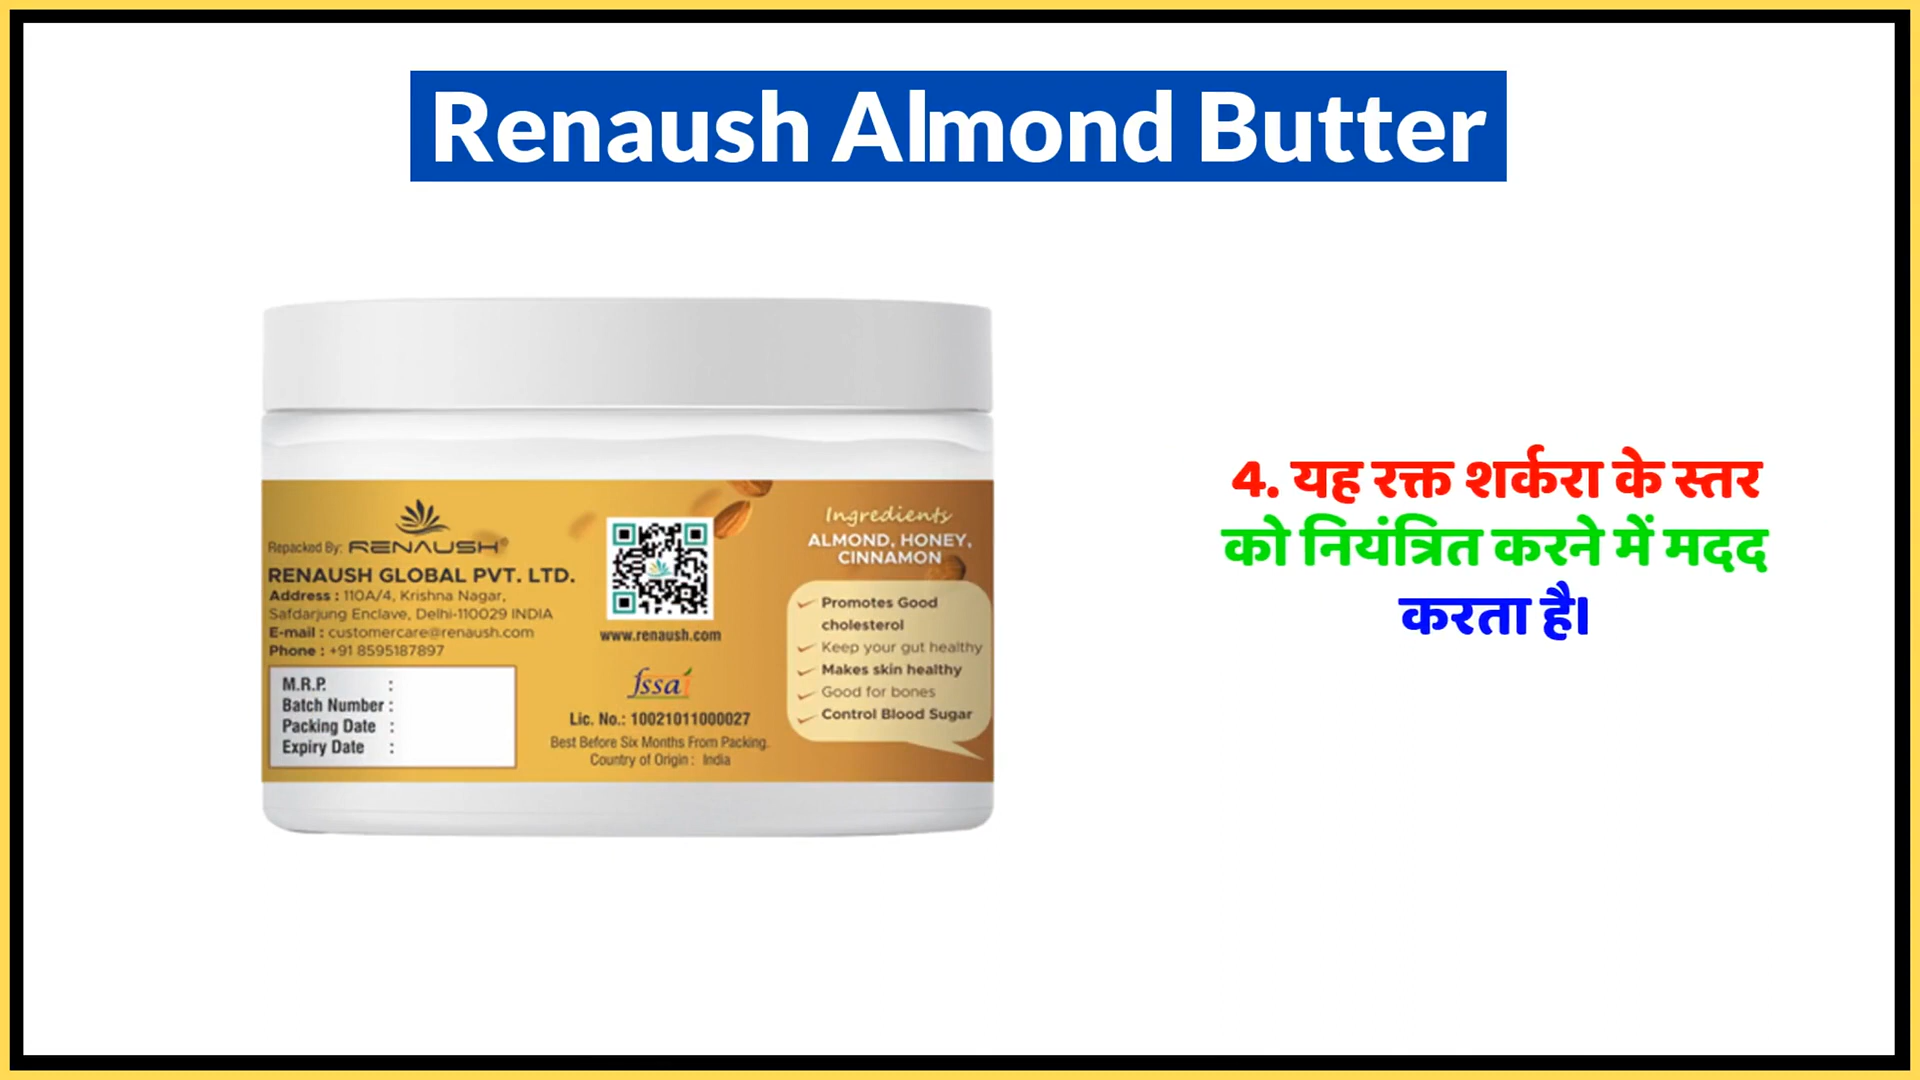 Renaush Almond Butter
Repacked By: RENAUSH®
RENAUSH GLOBAL PVT. LTD.
Address : 110A/4, Krishna Nagar,
Safdarjung Enclave, Delhi-110029 INDIA
E-mail : customercare@renaush.com
Phone : +91 8595187897
M.R.P. :
Batch Number :
Packing Date :
Expiry Date :
www.renaush.com
fssai
Lic. No.: 10021011000027
Best Before Six Months From Packing.
Country of Origin : India
Ingredients
ALMOND, HONEY,
CINNAMON
Promotes Good
cholesterol
Keep your gut healthy
Makes skin healthy
Good for bones
Control Blood Sugar
4. यह रक्त शर्करा के स्तर
को नियंत्रित करने में मदद
करता है।